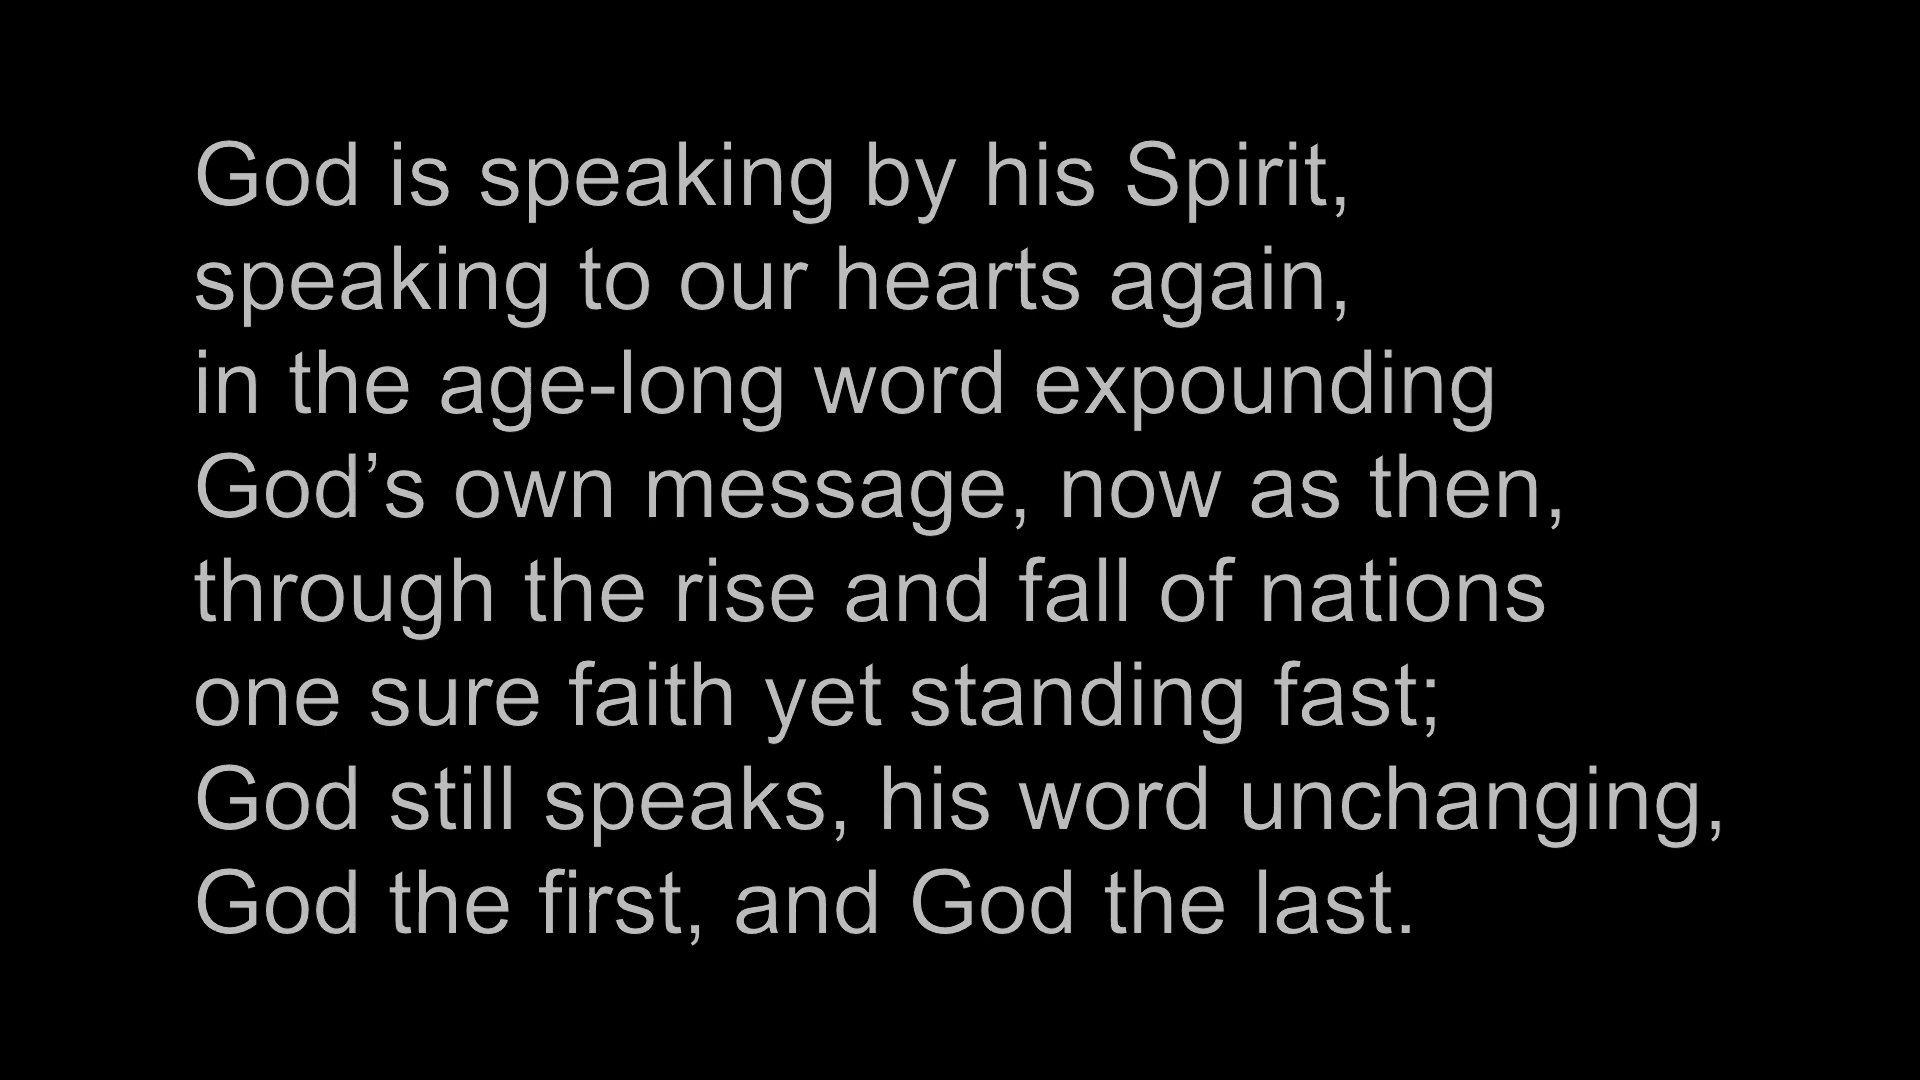 God is speaking by his Spirit,
speaking to our hearts again,
in the age-long word expounding
God’s own message, now as then,
through the rise and fall of nations
one sure faith yet standing fast;
God still speaks, his word unchanging,
God the first, and God the last.